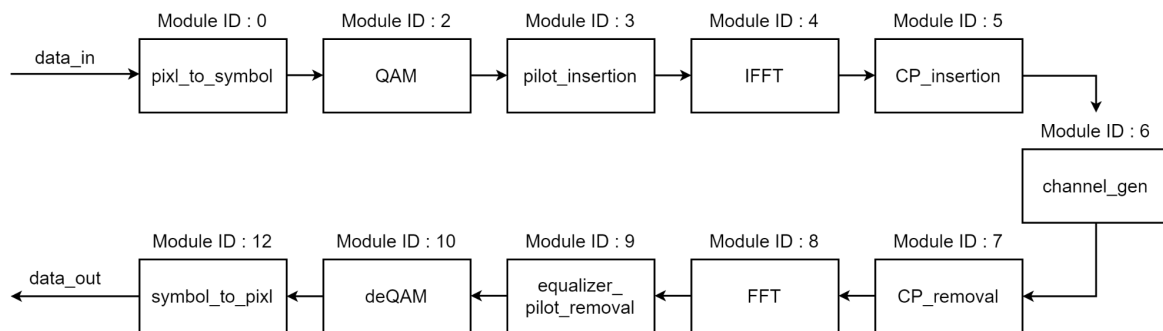 Module ID : 0
Module ID : 2
Module ID : 3
Module ID : 4
Module ID : 5
data_in
pixl_to_symbol
QAM
pilot_insertion
IFFT
CP_insertion
Module ID : 6
channel_gen
Module ID : 12
Module ID : 10
Module ID : 9
Module ID : 8
Module ID : 7
data_out
symbol_to_pixl
deQAM
equalizer_
pilot_removal
FFT
CP_removal